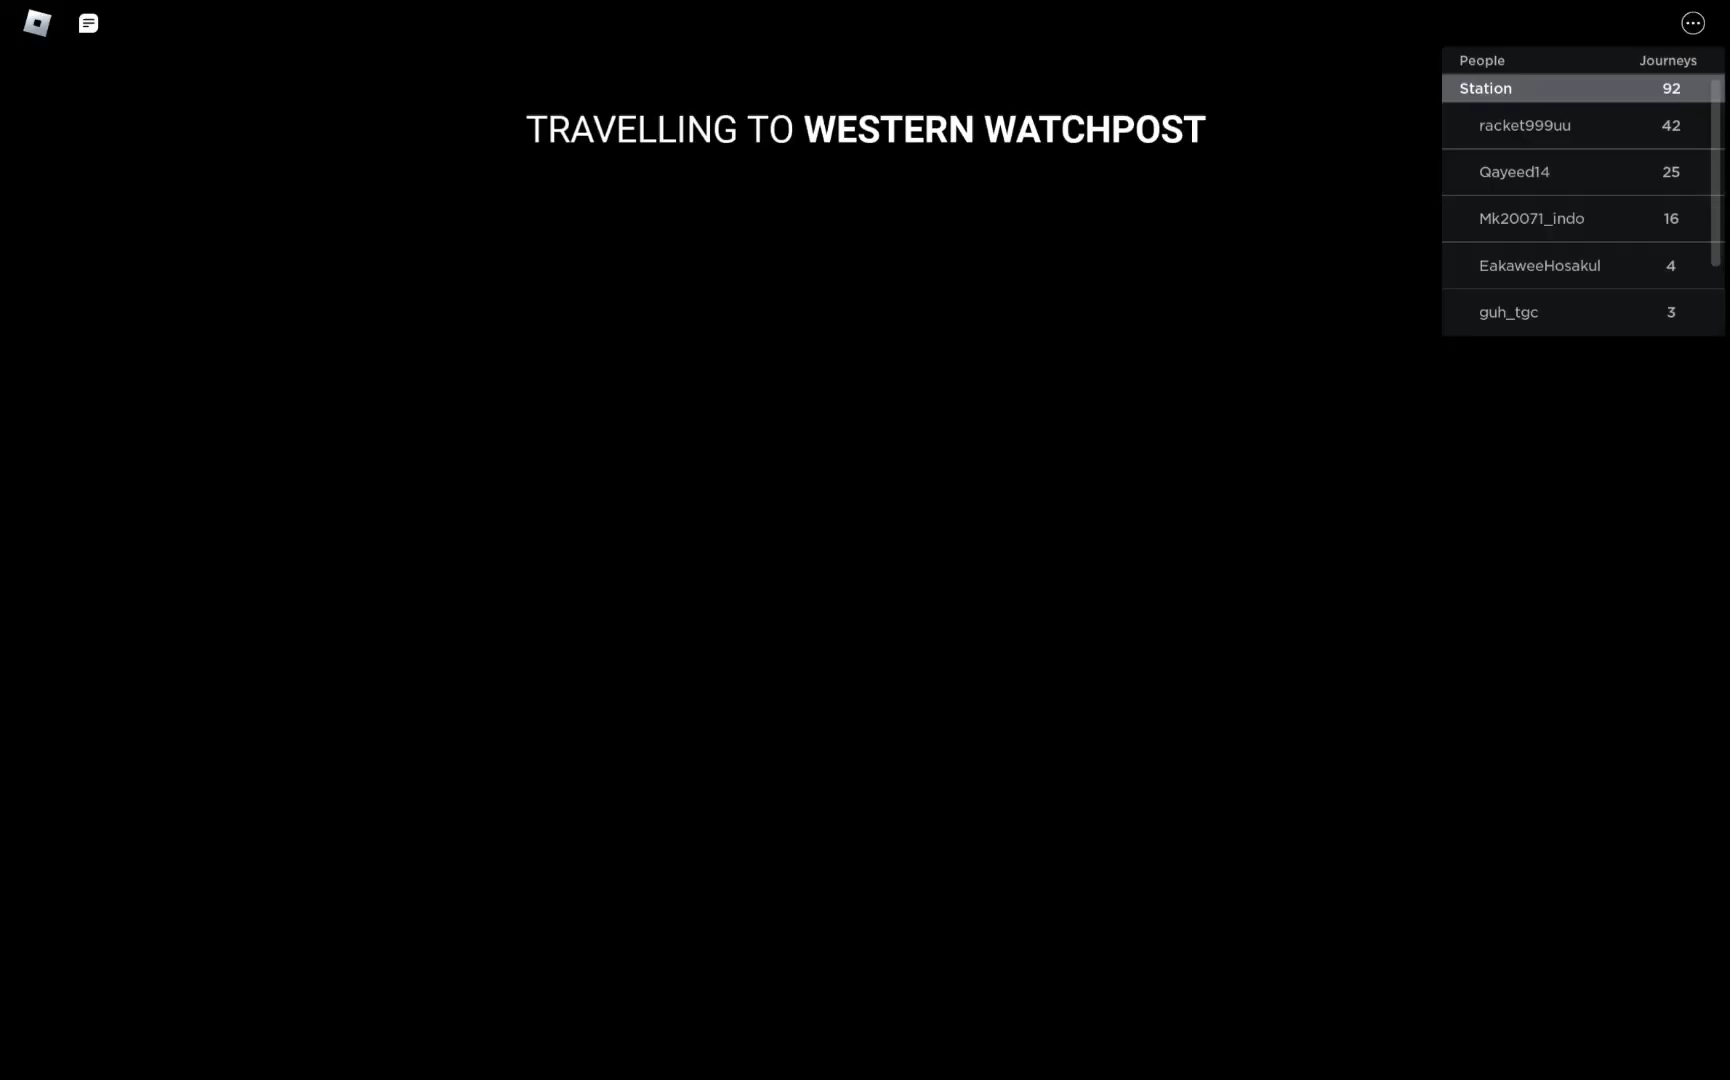 People Journeys
Station 92
TRAVELLING TO WESTERN WATCHPOST
racket999uu 42
Qayeed14 25
Mk20071_indo 16
EakaweeHosakul 4
guh_tgc 3